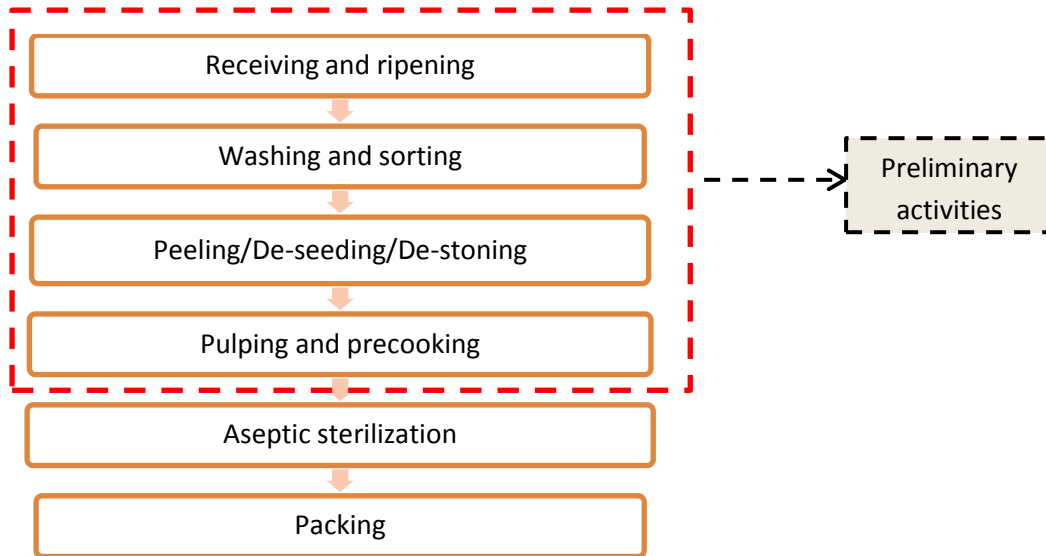 Receiving and ripening
Washing and sorting
Peeling/De-seeding/De-stoning
Pulping and precooking
Aseptic sterilization
Packing
Preliminary
activities